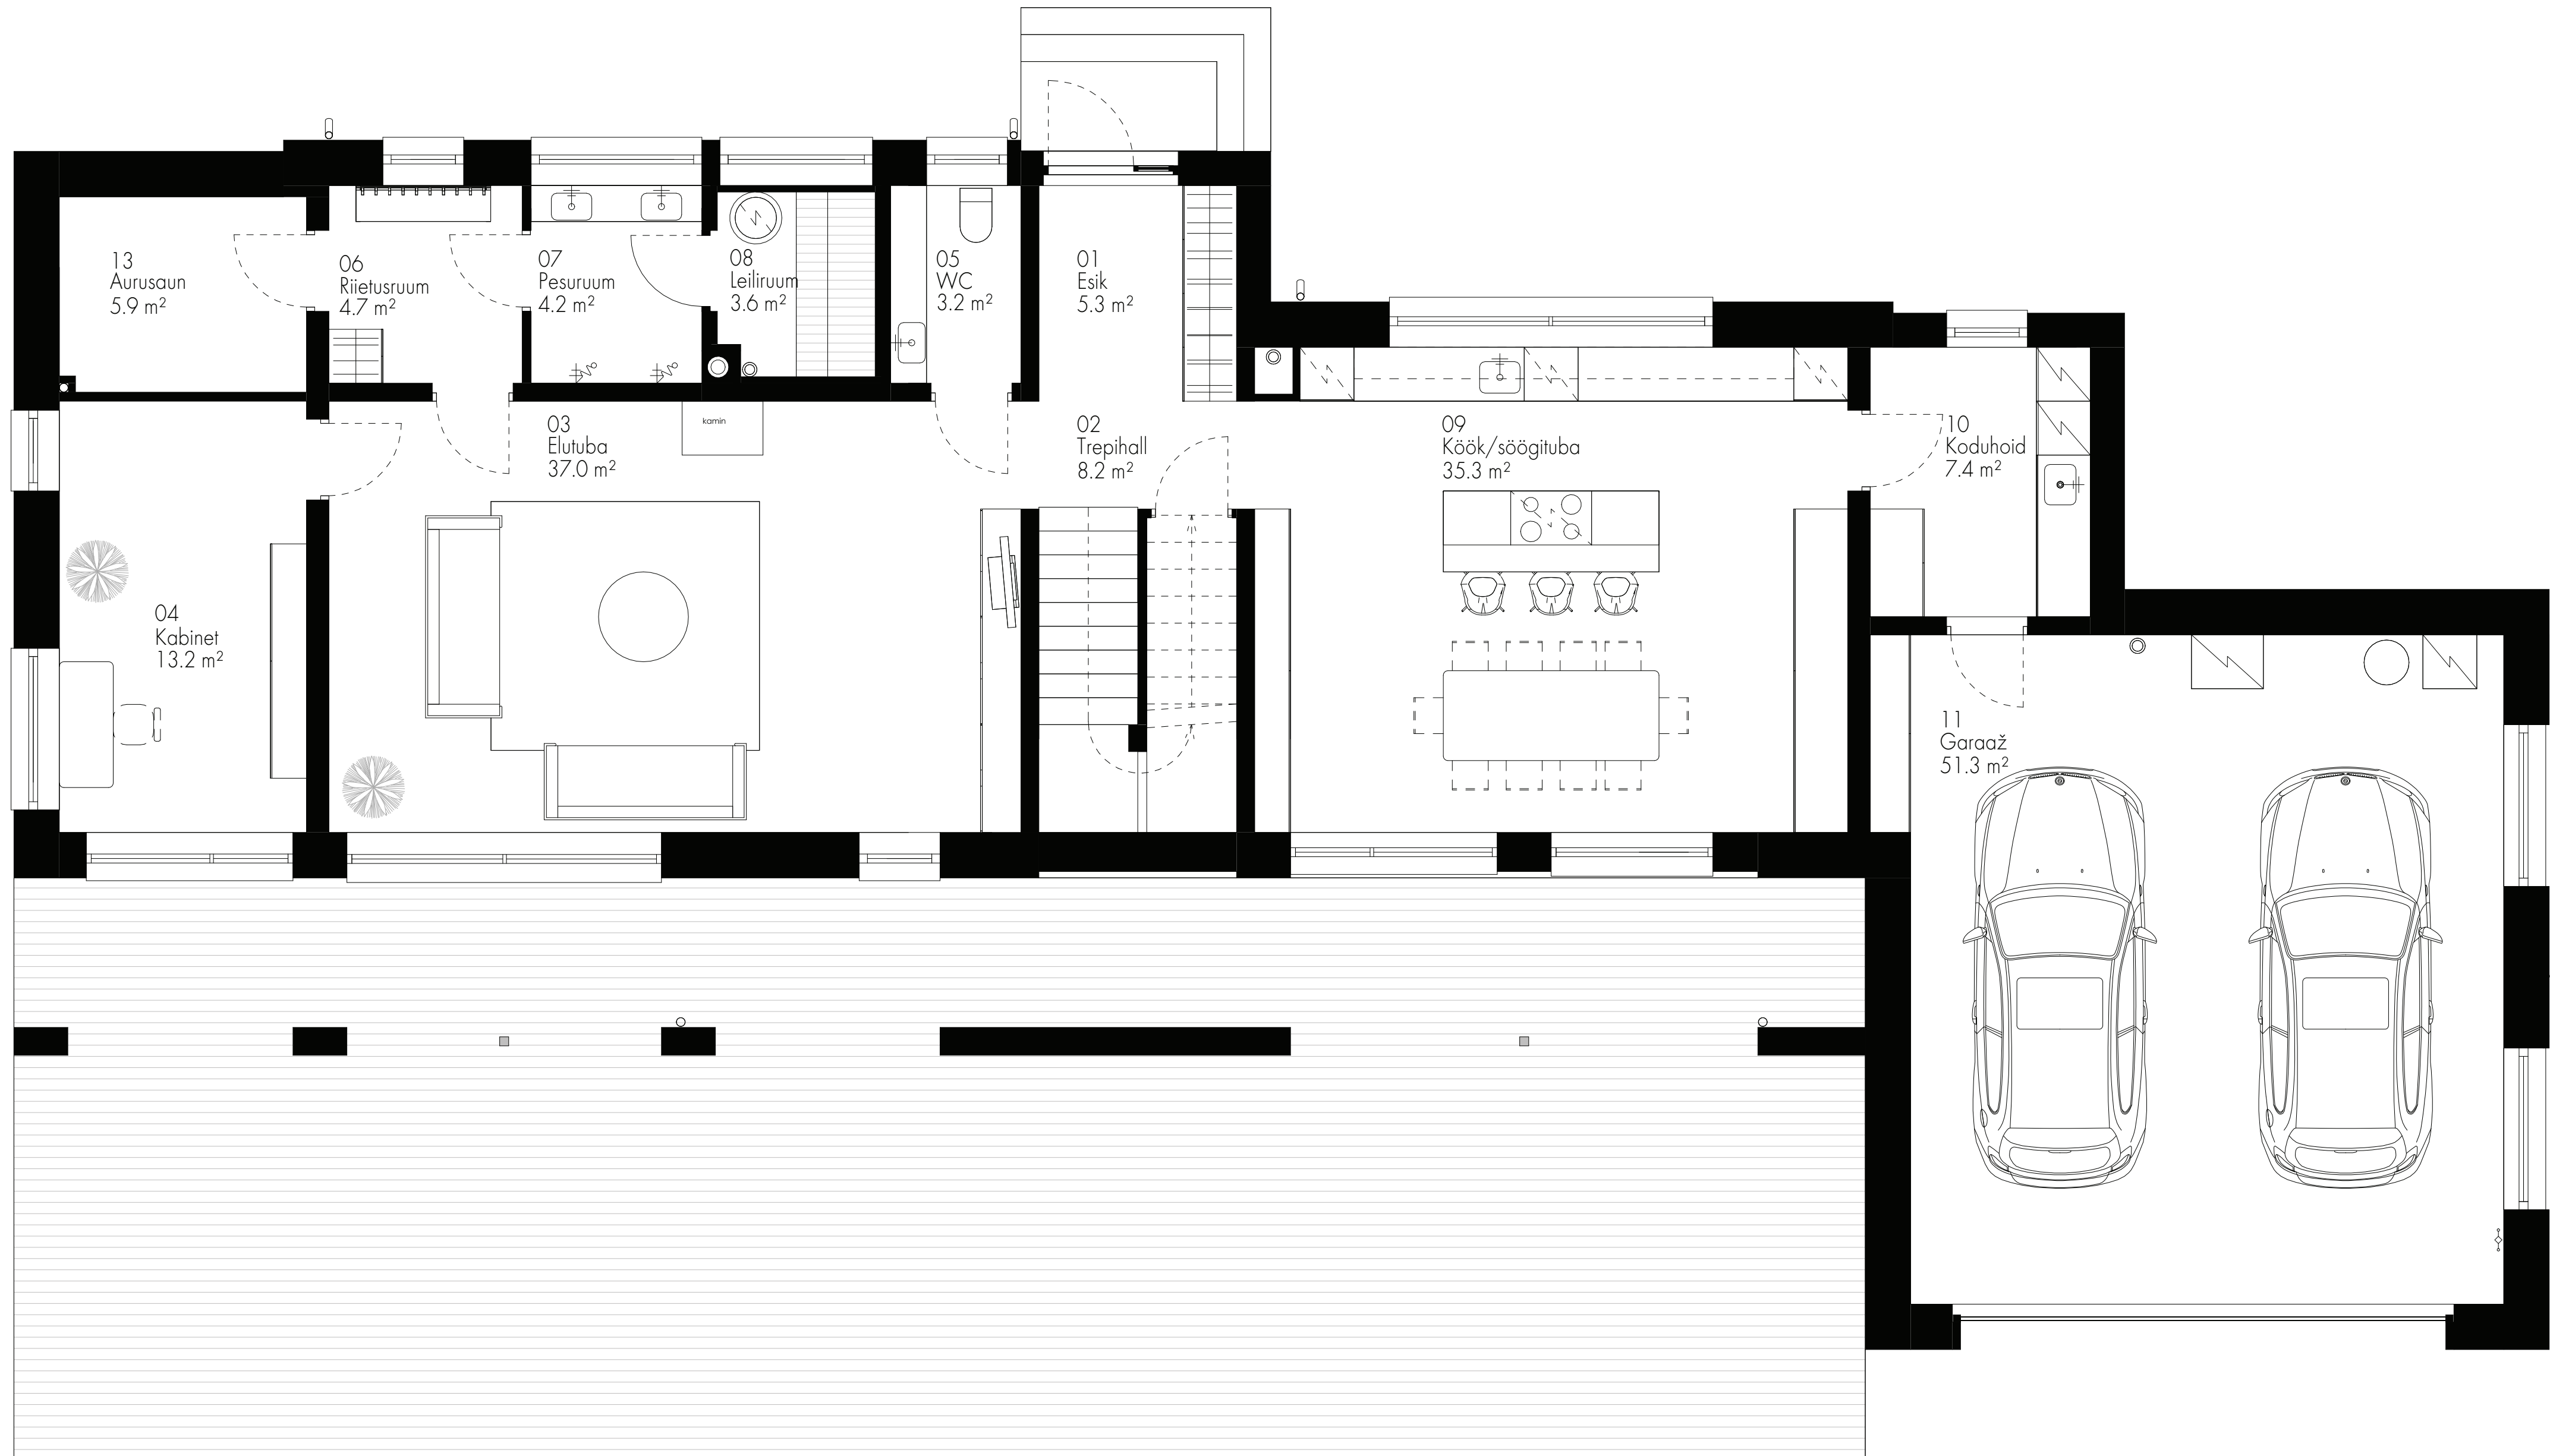 13
Aurusaun
5.9 m²
06
Riietusruum
4.7 m²
07
Pesuruum
4.2 m²
08
Leiliruum
3.6 m²
05
WC
3.2 m²
01
Esik
5.3 m²
03
Elutuba
37.0 m²
kamin
02
Trepihall
8.2 m²
09
Köök/söögituba
35.3 m²
10
Koduhoid
7.4 m²
04
Kabinet
13.2 m²
11
Garaaž
51.3 m²